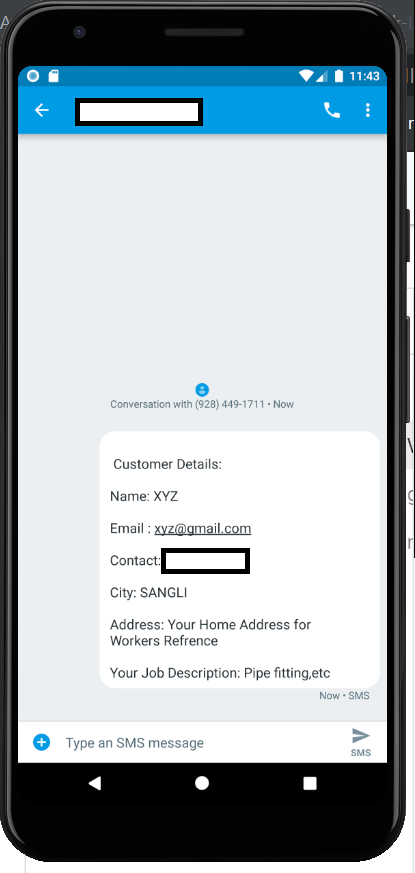 11:43
Conversation with (928) 449-1711 • Now
Customer Details:
Name: XYZ
Email : xyz@gmail.com
Contact:
City: SANGLI
Address: Your Home Address for
Workers Refrence
Your Job Description: Pipe fitting,etc
Now • SMS
Type an SMS message
SMS